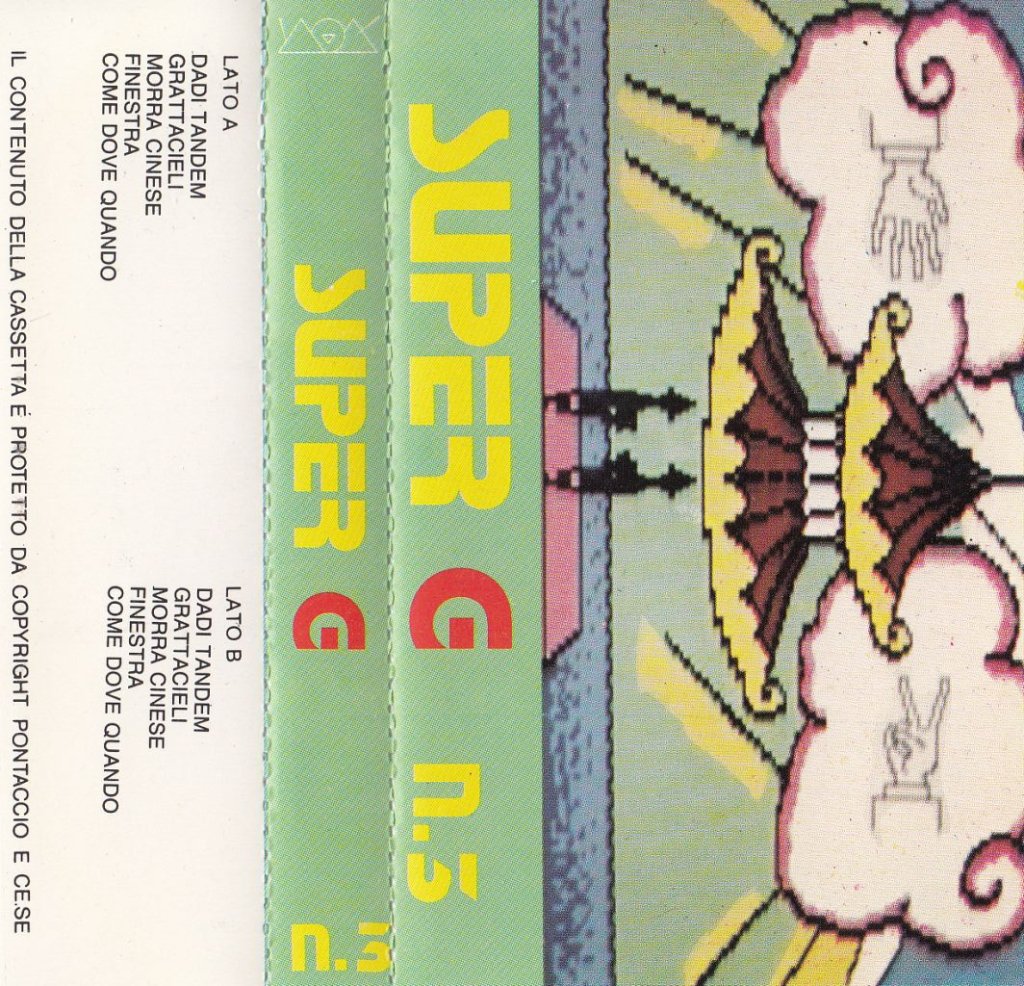 LATO A
DADI TANDEM
GRATTACIELI
MORRA CINESE
FINESTRA
COME DOVE QUANDO
LATO B
DADI TANDEM
GRATTACIELI
MORRA CINESE
FINESTRA
COME DOVE QUANDO
IL CONTENUTO DELLA CASSETTA É PROTETTO DA COPYRIGHT PONTACCIO E CE.SE
SUPER G n.3
SUPER G n.3